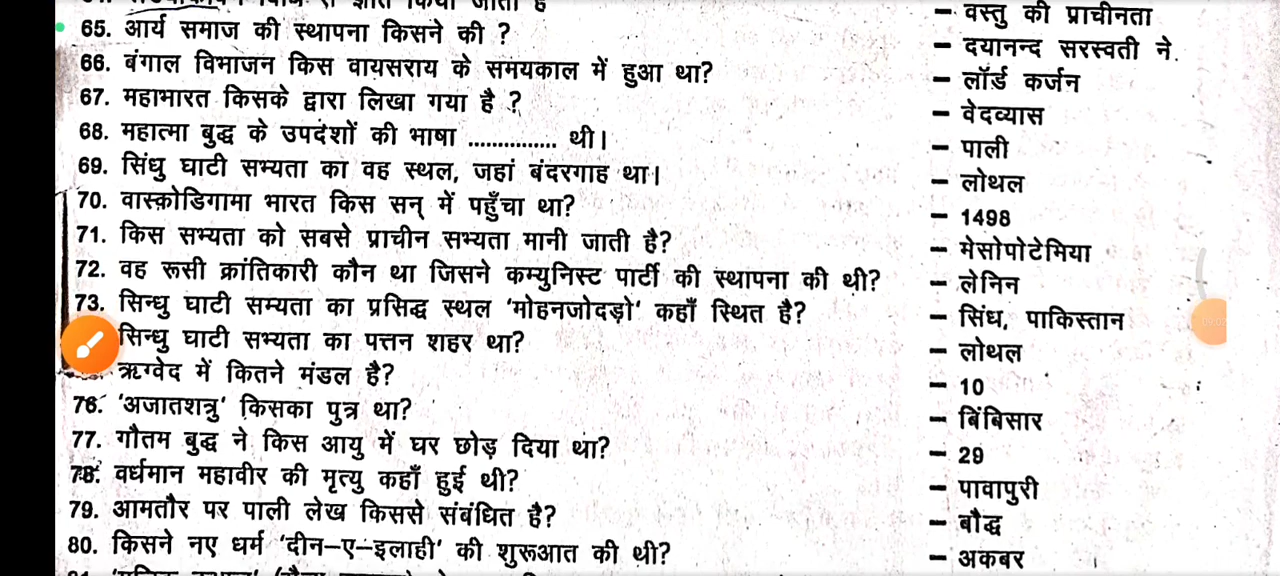 — वस्तु की प्राचीनता
65. आर्य समाज की स्थापना किसने की ? — दयानन्द सरस्वती ने.
66. बंगाल विभाजन किस वायसराय के समयकाल में हुआ था? — लॉर्ड कर्जन
67. महाभारत किसके द्वारा लिखा गया है ? — वेदव्यास
68. महात्मा बुद्ध के उपदेशों की भाषा ............... थी। — पाली
69. सिंधु घाटी सभ्यता का वह स्थल, जहां बंदरगाह था। — लोथल
70. वास्क़ोडिगामा भारत किस सन् में पहुँचा था? — 1498
71. किस सभ्यता को सबसे प्राचीन सभ्यता मानी जाती है? — मेसोपोटेमिया
72. वह रूसी क्रांतिकारी कौन था जिसने कम्युनिस्ट पार्टी की स्थापना की थी? — लेनिन
73. सिन्धु घाटी सम्यता का प्रसिद्ध स्थल ‘मोहनजोदड़ो’ कहाँ स्थित है? — सिंध, पाकिस्तान
सिन्धु घाटी सभ्यता का पत्तन शहर था? — लोथल
ऋग्वेद में कितने मंडल है? — 10
76. ‘अजातशत्रु’ किसका पुत्र था? — बिंबिसार
77. गौतम बुद्ध ने किस आयु में घर छोड़ दिया था? — 29
78. वर्धमान महावीर की मृत्यु कहाँ हुई थी? — पावापुरी
79. आमतौर पर पाली लेख किससे संबंधित है? — बौद्ध
80. किसने नए धर्म ‘दीन–ए–इलाही’ की शुरूआत की थी? — अकबर